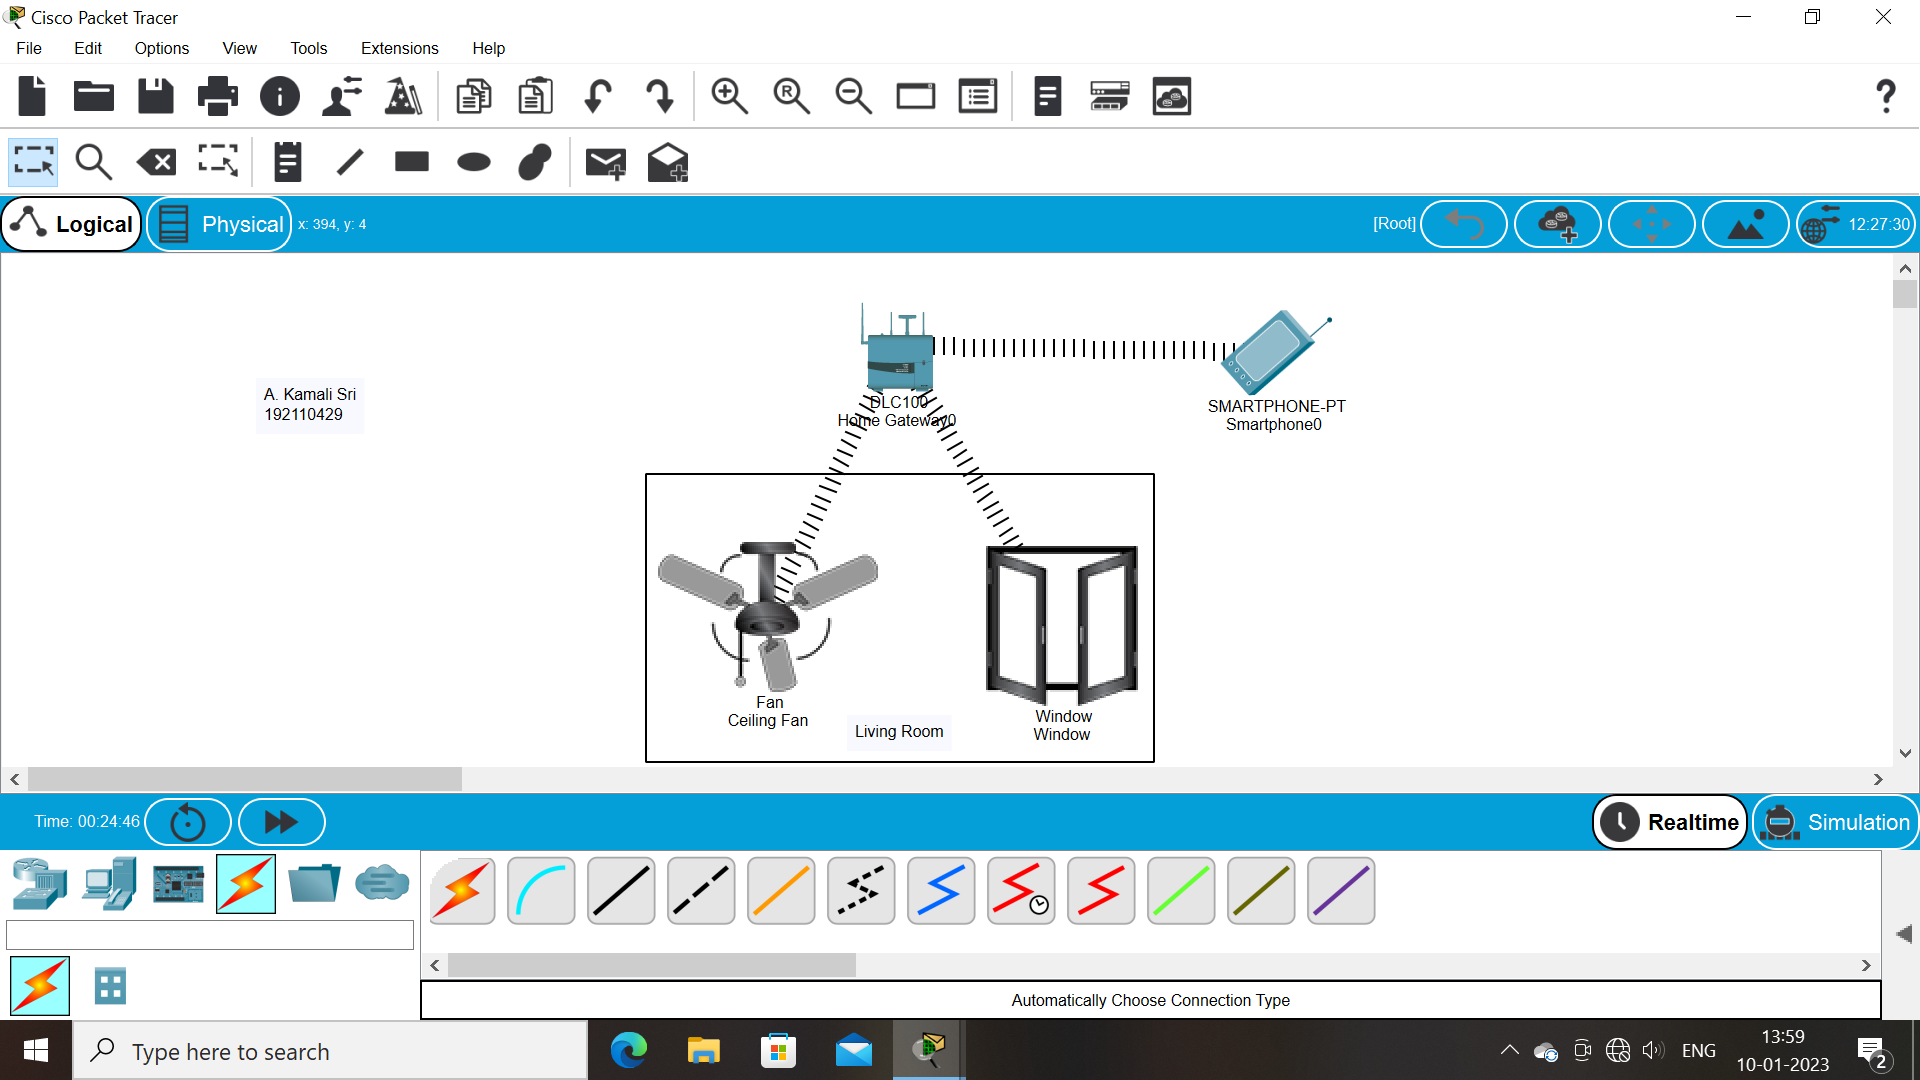 Cisco Packet Tracer
File Edit Options View Tools Extensions Help
Logical Physical x: 394, y: 4 [Root] 12:27:30
A. Kamali Sri
192110429
DLC100
Home Gateway0
SMARTPHONE-PT
Smartphone0
Fan
Ceiling Fan
Living Room
Window
Window
Time: 00:24:46 Realtime Simulation
Automatically Choose Connection Type
Type here to search
ENG
13:59
10-01-2023
2